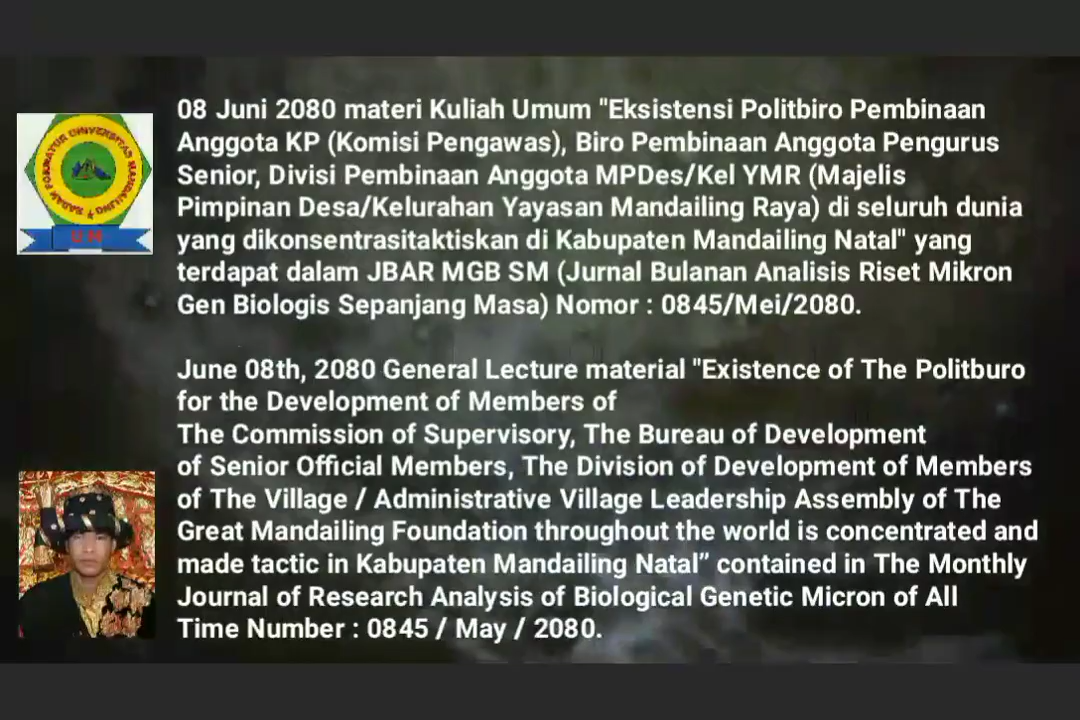 BADAN FORMATUR UNIVERSITAS MANDAILING
U M
08 Juni 2080 materi Kuliah Umum "Eksistensi Politbiro Pembinaan
Anggota KP (Komisi Pengawas), Biro Pembinaan Anggota Pengurus
Senior, Divisi Pembinaan Anggota MPDes/Kel YMR (Majelis
Pimpinan Desa/Kelurahan Yayasan Mandailing Raya) di seluruh dunia
yang dikonsentrasitaktiskan di Kabupaten Mandailing Natal" yang
terdapat dalam JBAR MGB SM (Jurnal Bulanan Analisis Riset Mikron
Gen Biologis Sepanjang Masa) Nomor : 0845/Mei/2080.
June 08th, 2080 General Lecture material "Existence of The Politburo
for the Development of Members of
The Commission of Supervisory, The Bureau of Development
of Senior Official Members, The Division of Development of Members
of The Village / Administrative Village Leadership Assembly of The
Great Mandailing Foundation throughout the world is concentrated and
made tactic in Kabupaten Mandailing Natal” contained in The Monthly
Journal of Research Analysis of Biological Genetic Micron of All
Time Number : 0845 / May / 2080.